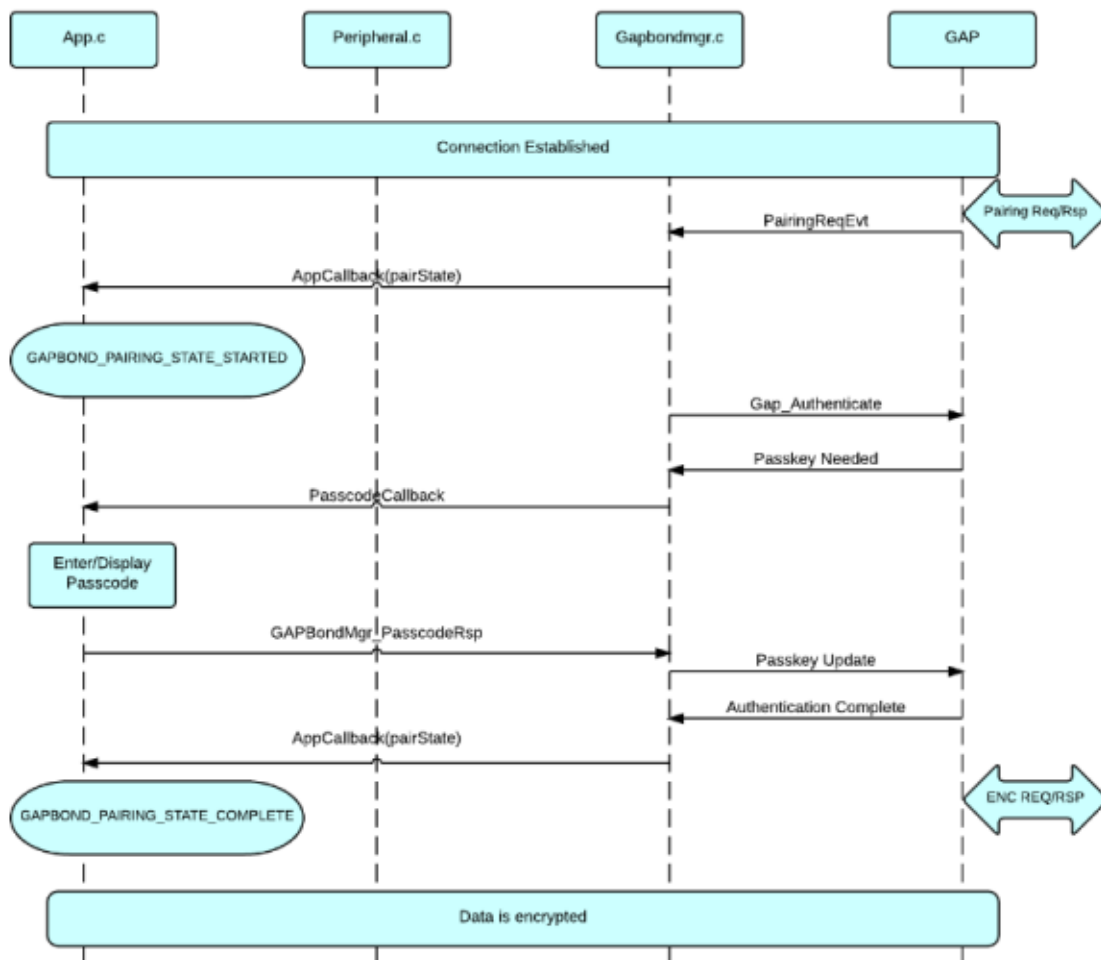 App.c
Peripheral.c
Gapbondmgr.c
GAP
Connection Established
Pairing Req/Rsp
PairingReqEvt
AppCallback(pairState)
GAPBOND_PAIRING_STATE_STARTED
Gap_Authenticate
Passkey Needed
PasscodeCallback
Enter/Display
Passcode
GAPBondMgr_PasscodeRsp
Passkey Update
Authentication Complete
AppCallback(pairState)
ENC REQ/RSP
GAPBOND_PAIRING_STATE_COMPLETE
Data is encrypted